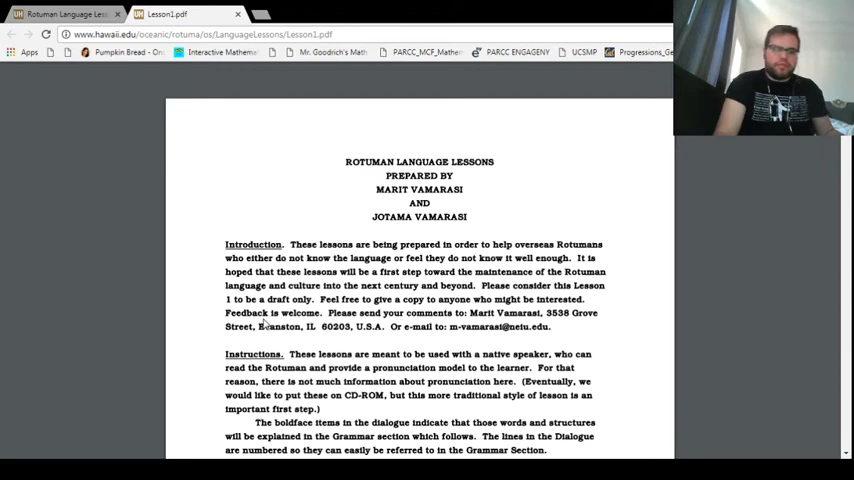 Rotuman Language Less
Lesson1.pdf
www.hawaii.edu/oceanic/rotuma/os/LanguageLessons/Lesson1.pdf
Apps
Pumpkin Bread - On
Interactive Mathema
Mr. Goodrich's Math
PARCC_MCF_Mathem
PARCC ENGAGENY
UCSMP
Progressions_Ge
ROTUMAN LANGUAGE LESSONS
PREPARED BY
MARIT VAMARASI
AND
JOTAMA VAMARASI
Introduction. These lessons are being prepared in order to help overseas Rotumans
who either do not know the language or feel they do not know it well enough. It is
hoped that these lessons will be a first step toward the maintenance of the Rotuman
language and culture into the next century and beyond. Please consider this Lesson
1 to be a draft only. Feel free to give a copy to anyone who might be interested.
Feedback is welcome. Please send your comments to: Marit Vamarasi, 3538 Grove
Street, Evanston, IL 60203, U.S.A. Or e-mail to: m-vamarasi@neiu.edu.
Instructions. These lessons are meant to be used with a native speaker, who can
read the Rotuman and provide a pronunciation model to the learner. For that
reason, there is not much information about pronunciation here. (Eventually, we
would like to put these on CD-ROM, but this more traditional style of lesson is an
important first step.)
The boldface items in the dialogue indicate that those words and structures
will be explained in the Grammar section which follows. The lines in the Dialogue
are numbered so they can easily be referred to in the Grammar Section.